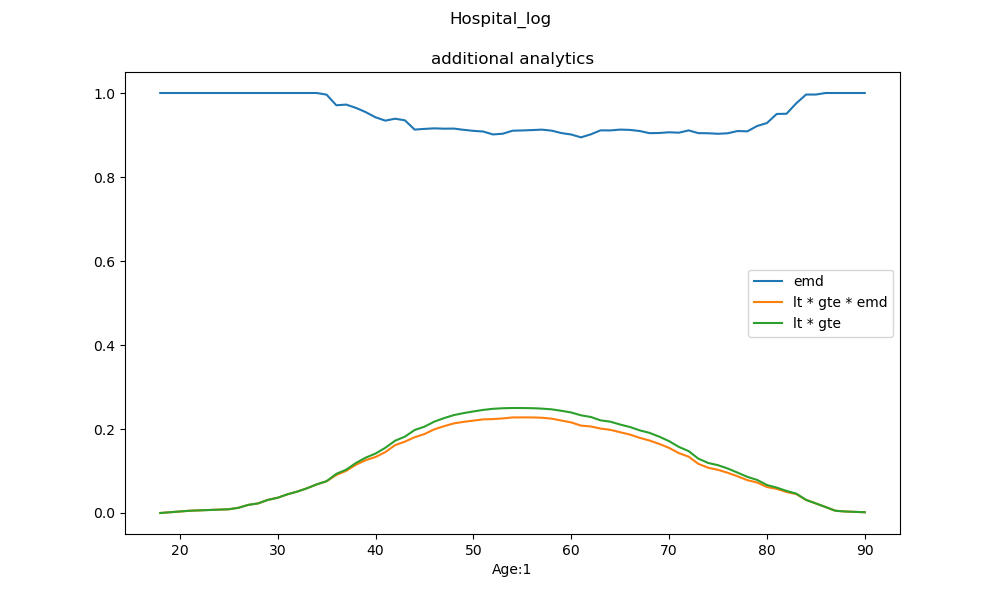 Hospital_log
additional analytics
1.0
0.8
0.6
0.4
0.2
0.0
emd
lt * gte * emd
lt * gte
20 30 40 50 60 70 80 90
Age:1